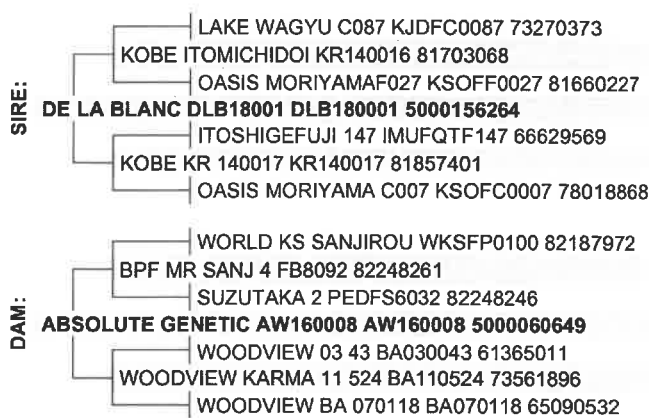 LAKE WAGYU C087 KJDFC0087 73270373
KOBE ITOMICHIDOI KR140016 81703068
OASIS MORIYAMAF027 KSOFF0027 81660227
SIRE:
DE LA BLANC DLB18001 DLB180001 5000156264
ITOSHIGEFUJI 147 IMUFQTF147 66629569
KOBE KR 140017 KR140017 81857401
OASIS MORIYAMA C007 KSOFC0007 78018868
WORLD KS SANJIROU WKSFP0100 82187972
BPF MR SANJ 4 FB8092 82248261
SUZUTAKA 2 PEDFS6032 82248246
DAM:
ABSOLUTE GENETIC AW160008 AW160008 5000060649
WOODVIEW 03 43 BA030043 61365011
WOODVIEW KARMA 11 524 BA110524 73561896
WOODVIEW BA 070118 BA070118 65090532